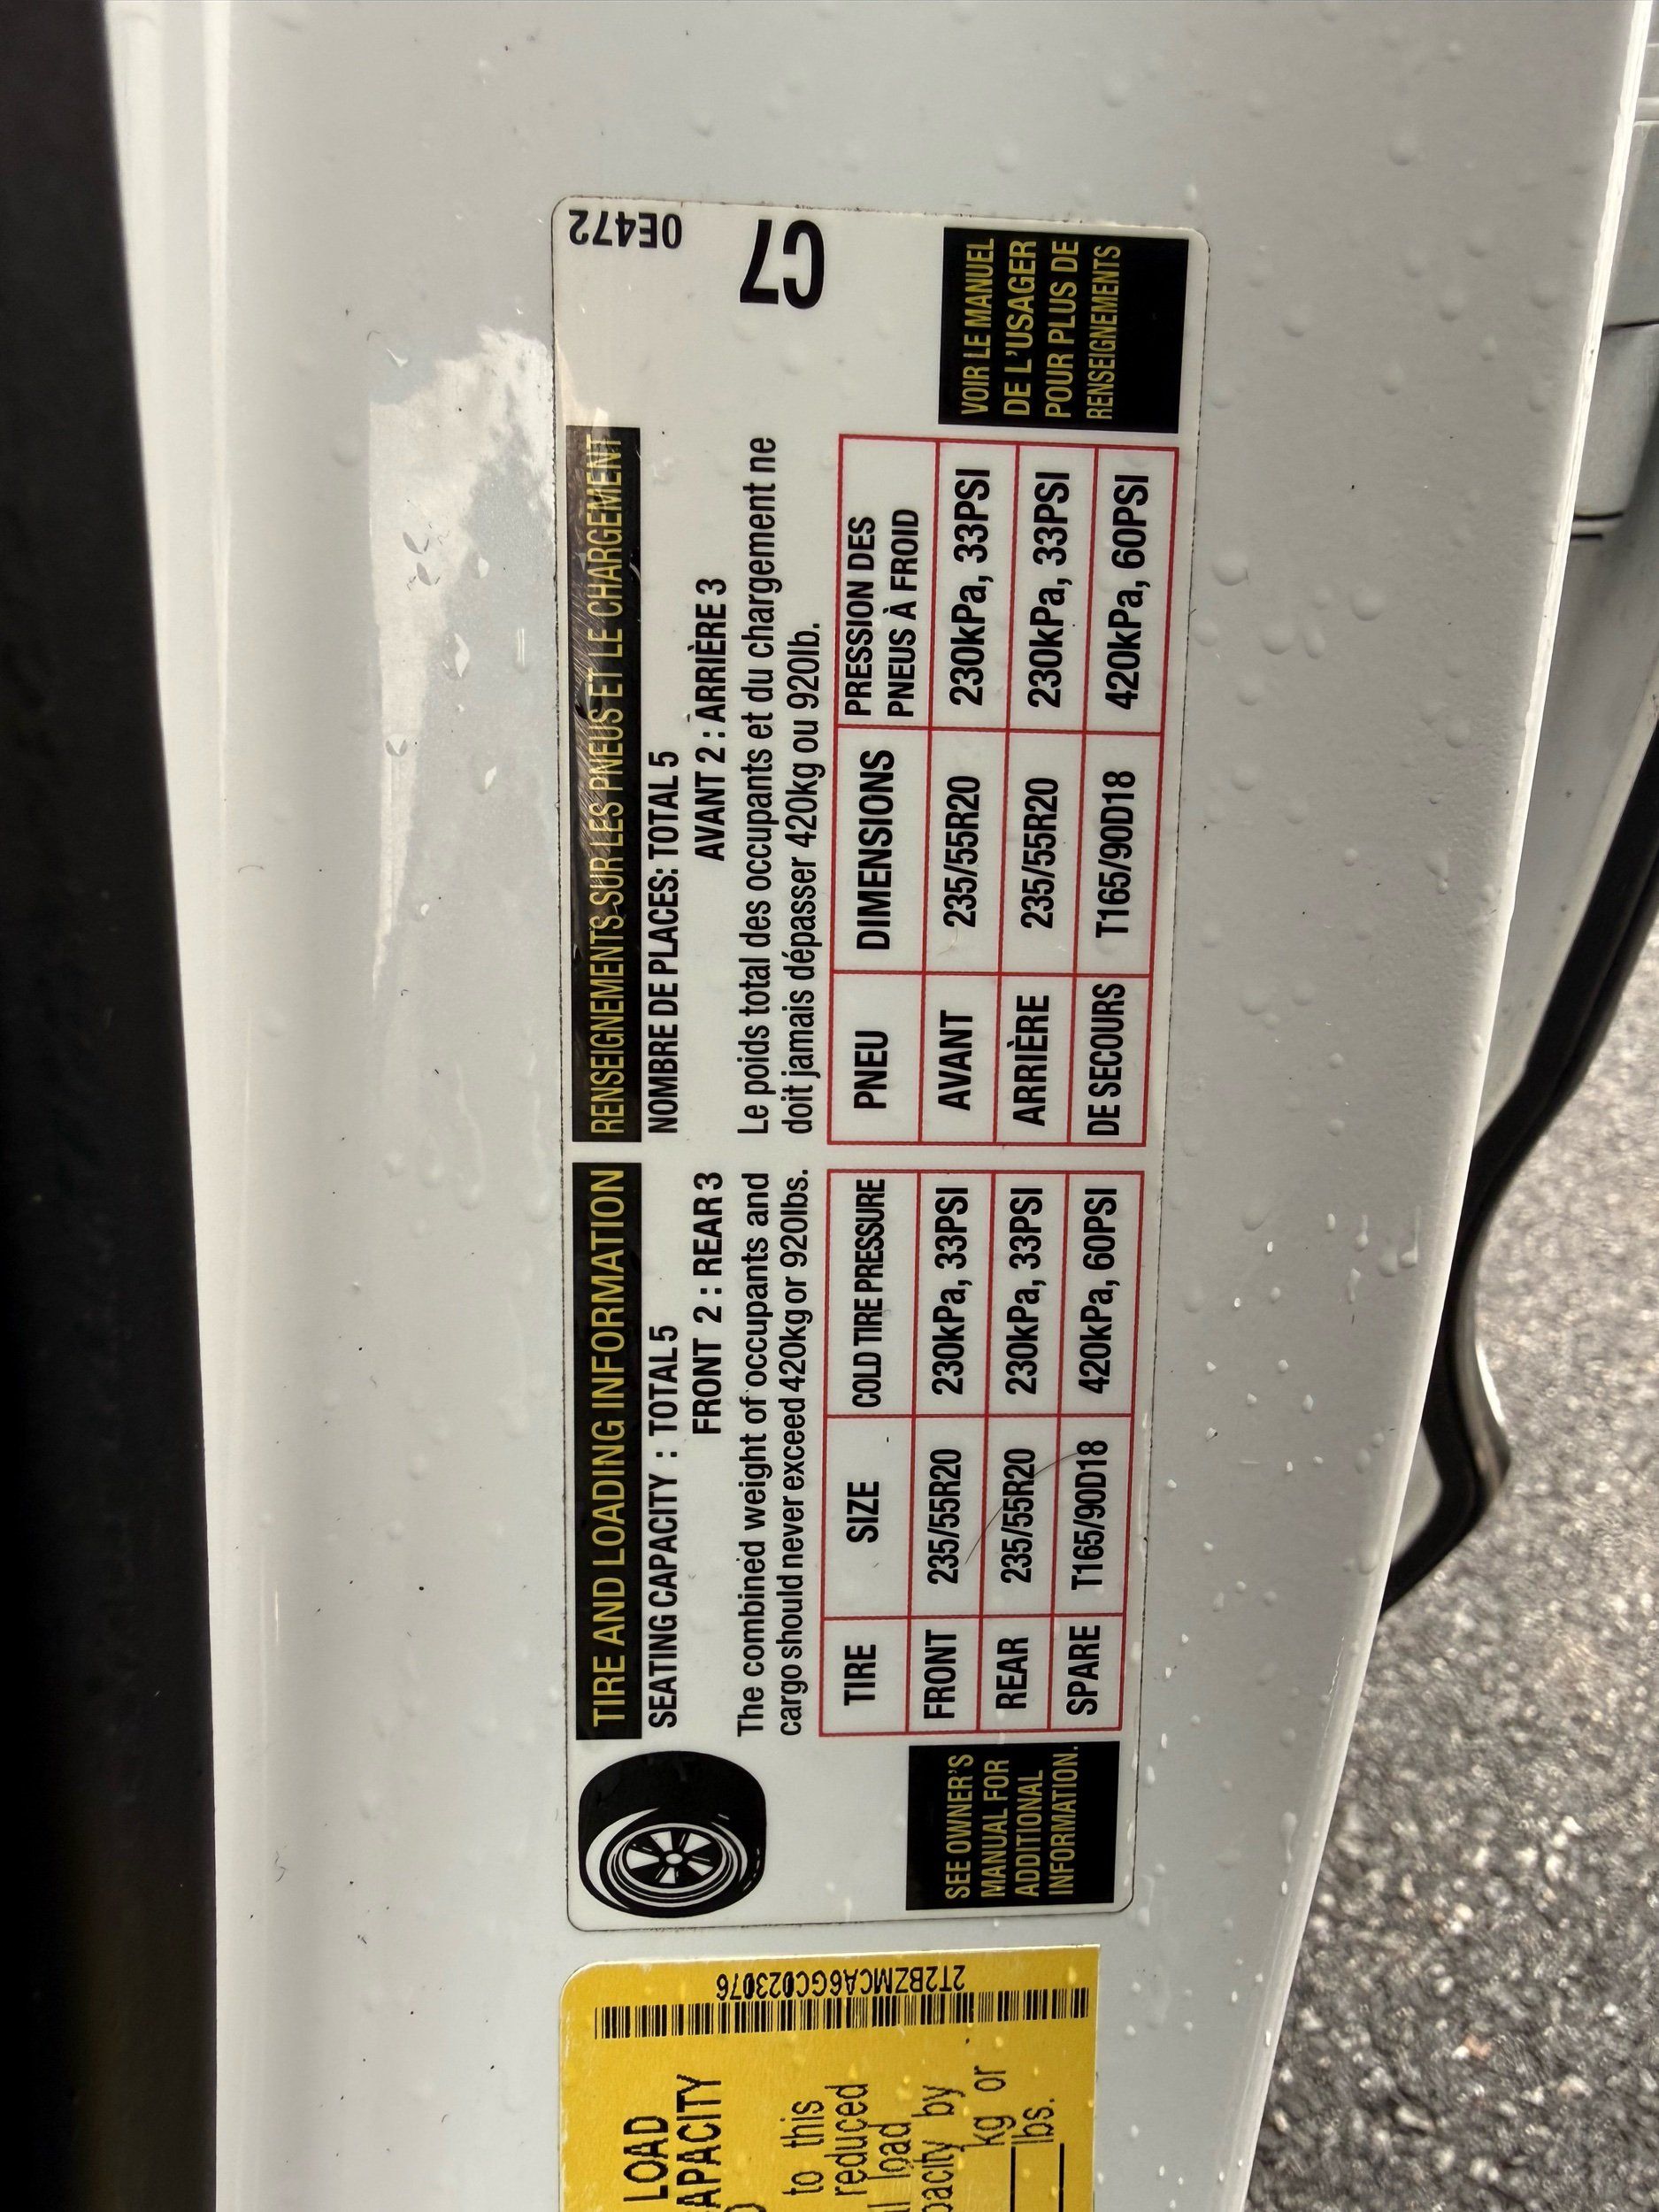 TIRE AND LOADING INFORMATION
SEATING CAPACITY : TOTAL 5
FRONT 2 : REAR 3
The combined weight of occupants and
cargo should never exceed 420kg or 920lbs.
TIRE SIZE COLD TIRE PRESSURE
FRONT 235/55R20 230kPa, 33PSI
REAR 235/55R20 230kPa, 33PSI
SPARE T165/90D18 420kPa, 60PSI
SEE OWNER'S
MANUAL FOR
ADDITIONAL
INFORMATION.
RENSEIGNEMENTS SUR LES PNEUS ET LE CHARGEMENT
NOMBRE DE PLACES: TOTAL 5
AVANT 2 : ARRIÈRE 3
Le poids total des occupants et du chargement ne
doit jamais dépasser 420kg ou 920lb.
PNEU DIMENSIONS PRESSION DES
PNEUS À FROID
AVANT 235/55R20 230kPa, 33PSI
ARRIÈRE 235/55R20 230kPa, 33PSI
DE SECOURS T165/90D18 420kPa, 60PSI
VOIR LE MANUEL
DE L'USAGER
POUR PLUS DE
RENSEIGNEMENTS
0E472
C7
LOAD
APACITY
to this
reduced
load
pacity by
kg or
lbs.
2T2BZMCA6GC023076